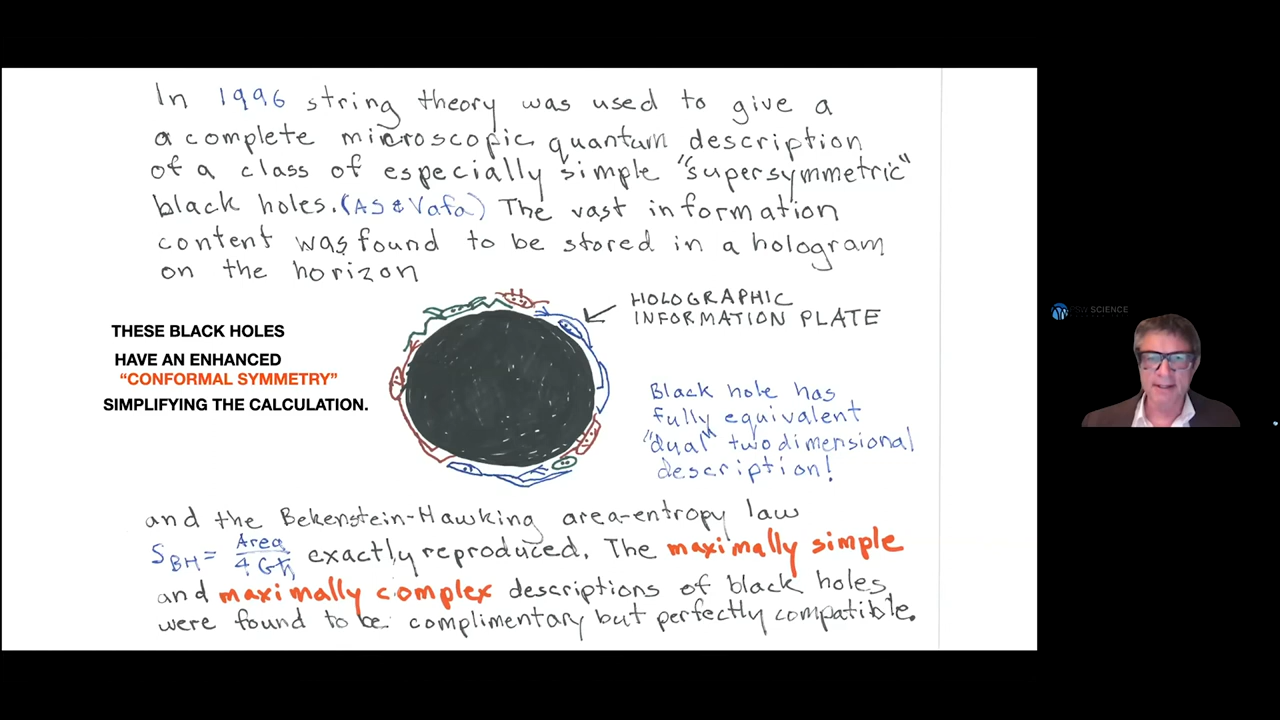 In 1996 string theory was used to give a
a complete microscopic quantum description
of a class of especially simple "supersymmetric"
black holes. (AS & Vafa) The vast information
content was found to be stored in a hologram
on the horizon
HOLOGRAPHIC
INFORMATION PLATE
THESE BLACK HOLES
HAVE AN ENHANCED
"CONFORMAL SYMMETRY"
SIMPLIFYING THE CALCULATION.
Black hole has
fully equivalent
"dual" two dimensional
description!
and the Bekenstein-Hawking area-entropy law
S_BH = Area/4Għ exactly reproduced. The maximally simple
and maximally complex descriptions of black holes
were found to be complimentary but perfectly compatible.
SCIENCE